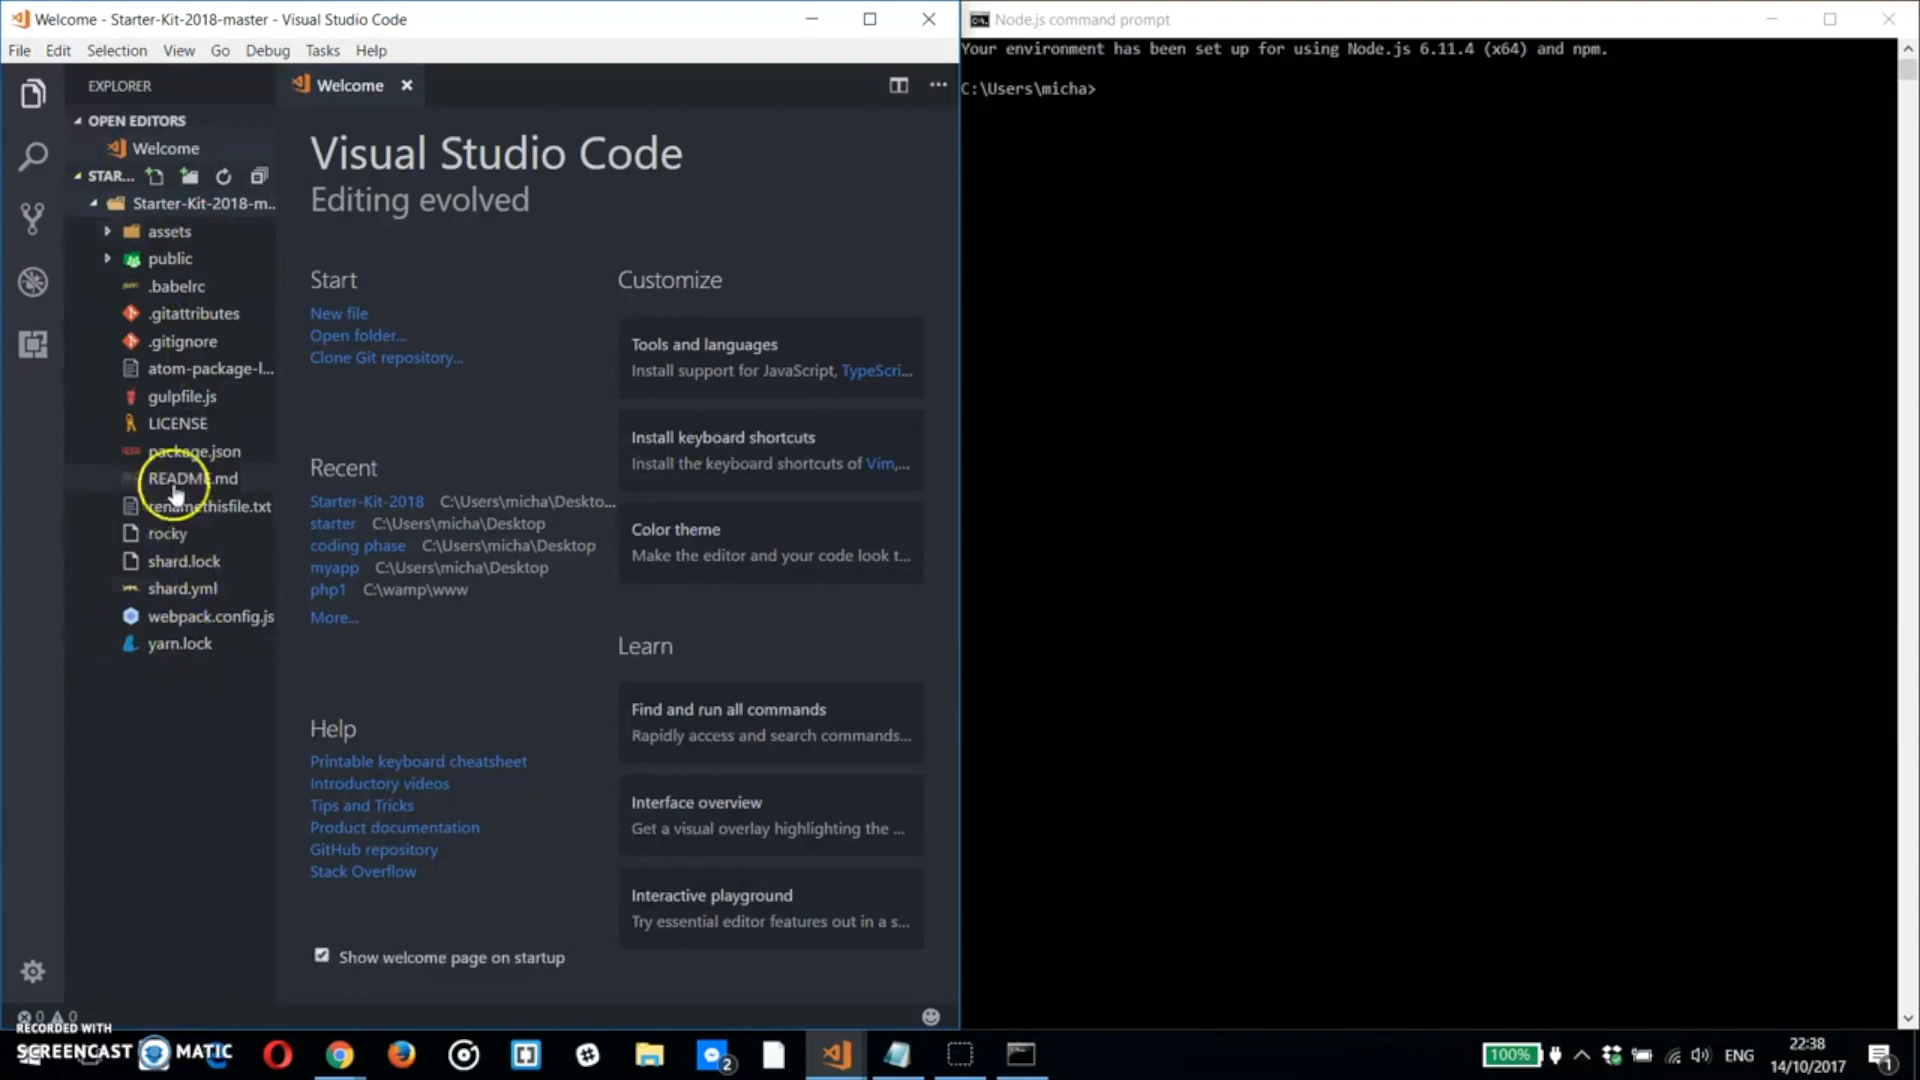 Welcome - Starter-Kit-2018-master - Visual Studio Code
File Edit Selection View Go Debug Tasks Help
EXPLORER
OPEN EDITORS
Welcome
STAR...
Starter-Kit-2018-m...
assets
public
.babelrc
.gitattributes
.gitignore
atom-package-l...
gulpfile.js
LICENSE
package.json
README.md
renamethisfile.txt
rocky
shard.lock
shard.yml
webpack.config.js
yarn.lock
Welcome
Visual Studio Code
Editing evolved
Start
New file
Open folder...
Clone Git repository...
Recent
Starter-Kit-2018 C:\Users\micha\Deskto...
starter C:\Users\micha\Desktop
coding phase C:\Users\micha\Desktop
myapp C:\Users\micha\Desktop
php1 C:\wamp\www
More...
Help
Printable keyboard cheatsheet
Introductory videos
Tips and Tricks
Product documentation
GitHub repository
Stack Overflow
Show welcome page on startup
Customize
Tools and languages
Install support for JavaScript, TypeScri...
Install keyboard shortcuts
Install the keyboard shortcuts of Vim,...
Color theme
Make the editor and your code look t...
Learn
Find and run all commands
Rapidly access and search commands...
Interface overview
Get a visual overlay highlighting the ...
Interactive playground
Try essential editor features out in a s...
0 0
Node.js command prompt
Your environment has been set up for using Node.js 6.11.4 (x64) and npm.
C:\Users\micha>
RECORDED WITH
SCREENCAST MATIC
2
100%
ENG
22:38
14/10/2017
1